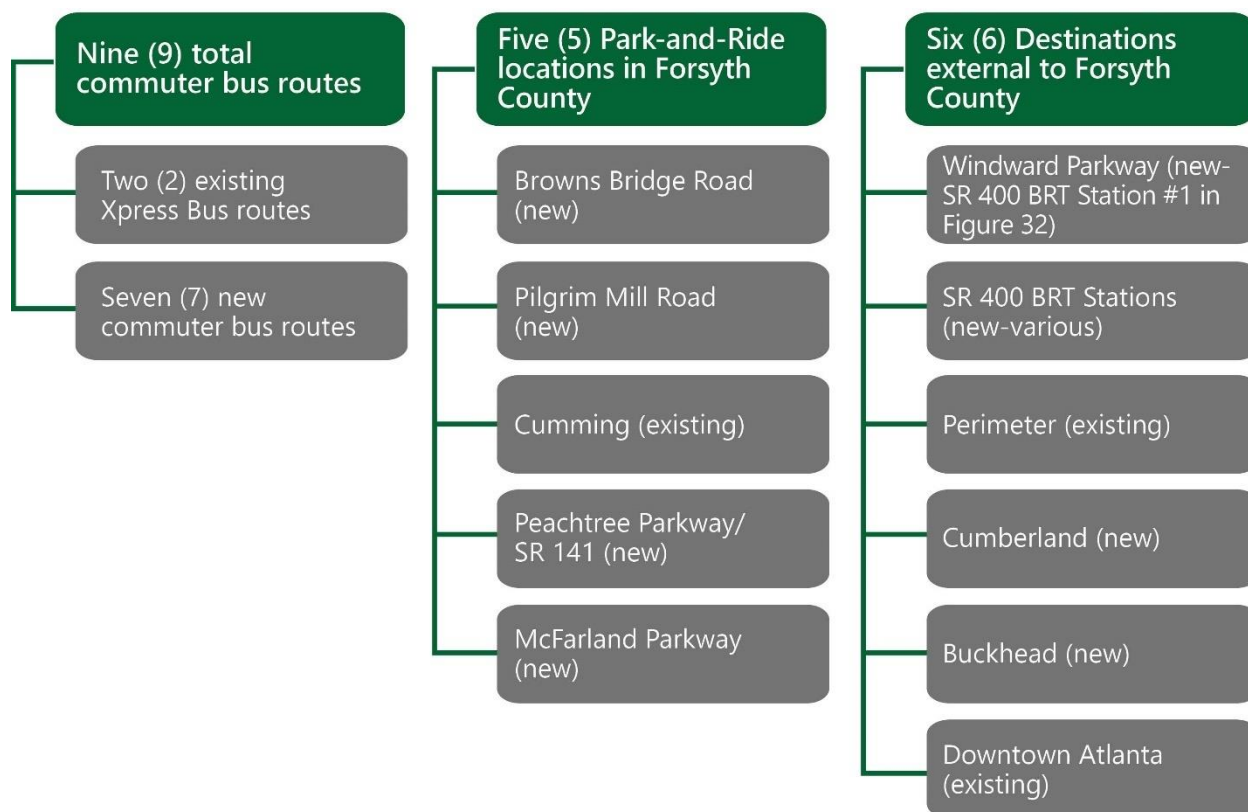 Nine (9) total
commuter bus routes
Two (2) existing
Xpress Bus routes
Seven (7) new
commuter bus routes
Five (5) Park-and-Ride
locations in Forsyth
County
Browns Bridge Road
(new)
Pilgrim Mill Road
(new)
Cumming (existing)
Peachtree Parkway/
SR 141 (new)
McFarland Parkway
(new)
Six (6) Destinations
external to Forsyth
County
Windward Parkway (new-
SR 400 BRT Station #1 in
Figure 32)
SR 400 BRT Stations
(new-various)
Perimeter (existing)
Cumberland (new)
Buckhead (new)
Downtown Atlanta
(existing)